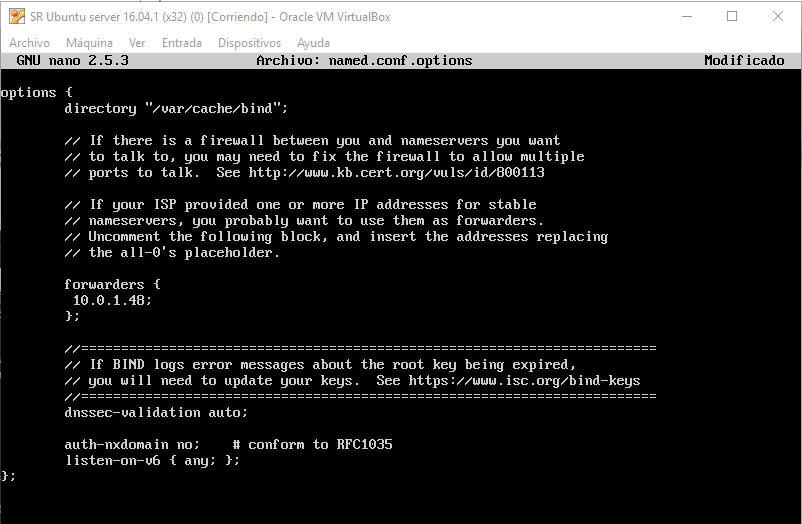 SR Ubuntu server 16.04.1 (x32) (0) [Corriendo] - Oracle VM VirtualBox
Archivo Máquina Ver Entrada Dispositivos Ayuda
GNU nano 2.5.3 Archivo: named.conf.options Modificado
options {
directory "/var/cache/bind";
// If there is a firewall between you and nameservers you want
// to talk to, you may need to fix the firewall to allow multiple
// ports to talk.  See http://www.kb.cert.org/vuls/id/800113
// If your ISP provided one or more IP addresses for stable
// nameservers, you probably want to use them as forwarders.
// Uncomment the following block, and insert the addresses replacing
// the all-0's placeholder.
forwarders {
10.0.1.48;
};
//========================================================================
// If BIND logs error messages about the root key being expired,
// you will need to update your keys.  See https://www.isc.org/bind-keys
//========================================================================
dnssec-validation auto;
auth-nxdomain no;    # conform to RFC1035
listen-on-v6 { any; };
};